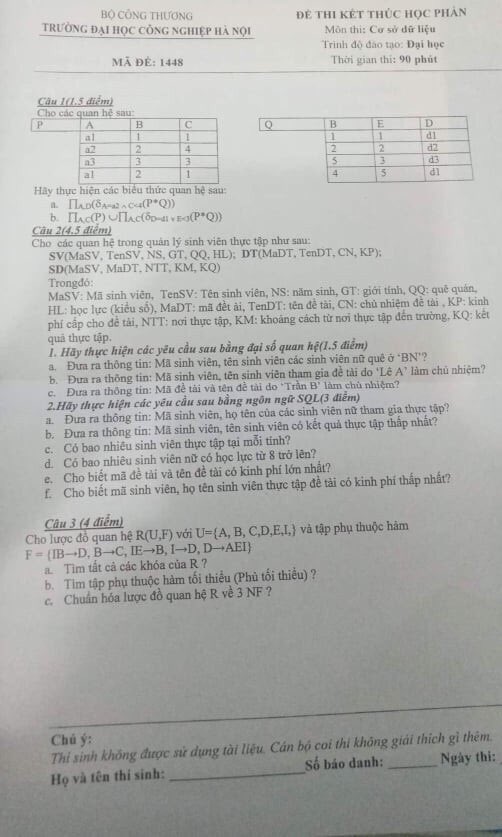 BỘ CÔNG THƯƠNG
TRƯỜNG ĐẠI HỌC CÔNG NGHIỆP HÀ NỘI
MÃ ĐỀ: 1448
ĐỀ THI KẾT THÚC HỌC PHẦN
Môn thi: Cơ sở dữ liệu
Trình độ đào tạo: Đại học
Thời gian thi: 90 phút
Câu 1(1.5 điểm)
Cho các quan hệ sau:
P A B C
a1 1 1
a2 2 4
a3 3 3
a1 2 1
Q B E D
1 1 d1
2 2 d2
5 3 d3
4 5 d1
Hãy thực hiện các biểu thức quan hệ sau:
a. ∏A,D(δA=a2 ∧ C<4(P*Q))
b. ∏A,C(P) ∪∏A,C(δD=d1 ∨ E<3(P*Q))
Câu 2(4.5 điểm)
Cho các quan hệ trong quản lý sinh viên thực tập như sau:
SV(MaSV, TenSV, NS, GT, QQ, HL); DT(MaDT, TenDT, CN, KP);
SD(MaSV, MaDT, NTT, KM, KQ)
Trongđó:
MaSV: Mã sinh viên, TenSV: Tên sinh viên, NS: năm sinh, GT: giới tính, QQ: quê quán,
HL: học lực (kiểu số), MaDT: mã đề ài, TenDT: tên đề tài, CN: chủ nhiệm đề tài , KP: kinh
phí cấp cho đề tài, NTT: nơi thực tập, KM: khoảng cách từ nơi thực tập đến trường, KQ: kết
quả thực tập.
1. Hãy thực hiện các yêu cầu sau bằng đại số quan hệ(1.5 điểm)
a. Đưa ra thông tin: Mã sinh viên, tên sinh viên các sinh viên nữ quê ở 'BN'?
b. Đưa ra thông tin: Mã sinh viên, tên sinh viên tham gia đề tài do 'Lê A' làm chủ nhiệm?
c. Đưa ra thông tin: Mã đề tài và tên đề tài do 'Trần B' làm chủ nhiệm?
2.Hãy thực hiện các yêu cầu sau bằng ngôn ngữ SQL(3 điểm)
a. Đưa ra thông tin: Mã sinh viên, họ tên của các sinh viên nữ tham gia thực tập?
b. Đưa ra thông tin: Mã sinh viên, tên sinh viên có kết quả thực tập thấp nhất?
c. Có bao nhiêu sinh viên thực tập tại mỗi tỉnh?
d. Có bao nhiêu sinh viên nữ có học lực từ 8 trở lên?
e. Cho biết mã đề tài và tên đề tài có kinh phí lớn nhất?
f. Cho biết mã sinh viên, họ tên sinh viên thực tập đề tài có kinh phí thấp nhất?
Câu 3 (4 điểm)
Cho lược đồ quan hệ R(U,F) với U={A, B, C,D,E,I,} và tập phụ thuộc hàm
F = {IB→D, B→C, IE→B, I→D, D→AEI}
a. Tìm tất cả các khóa của R ?
b. Tìm tập phụ thuộc hàm tối thiểu (Phủ tối thiểu) ?
c. Chuẩn hóa lược đồ quan hệ R về 3 NF ?
Chú ý:
Thí sinh không được sử dụng tài liệu. Cán bộ coi thi không giải thích gì thêm.
Họ và tên thí sinh: Số báo danh: Ngày thi: